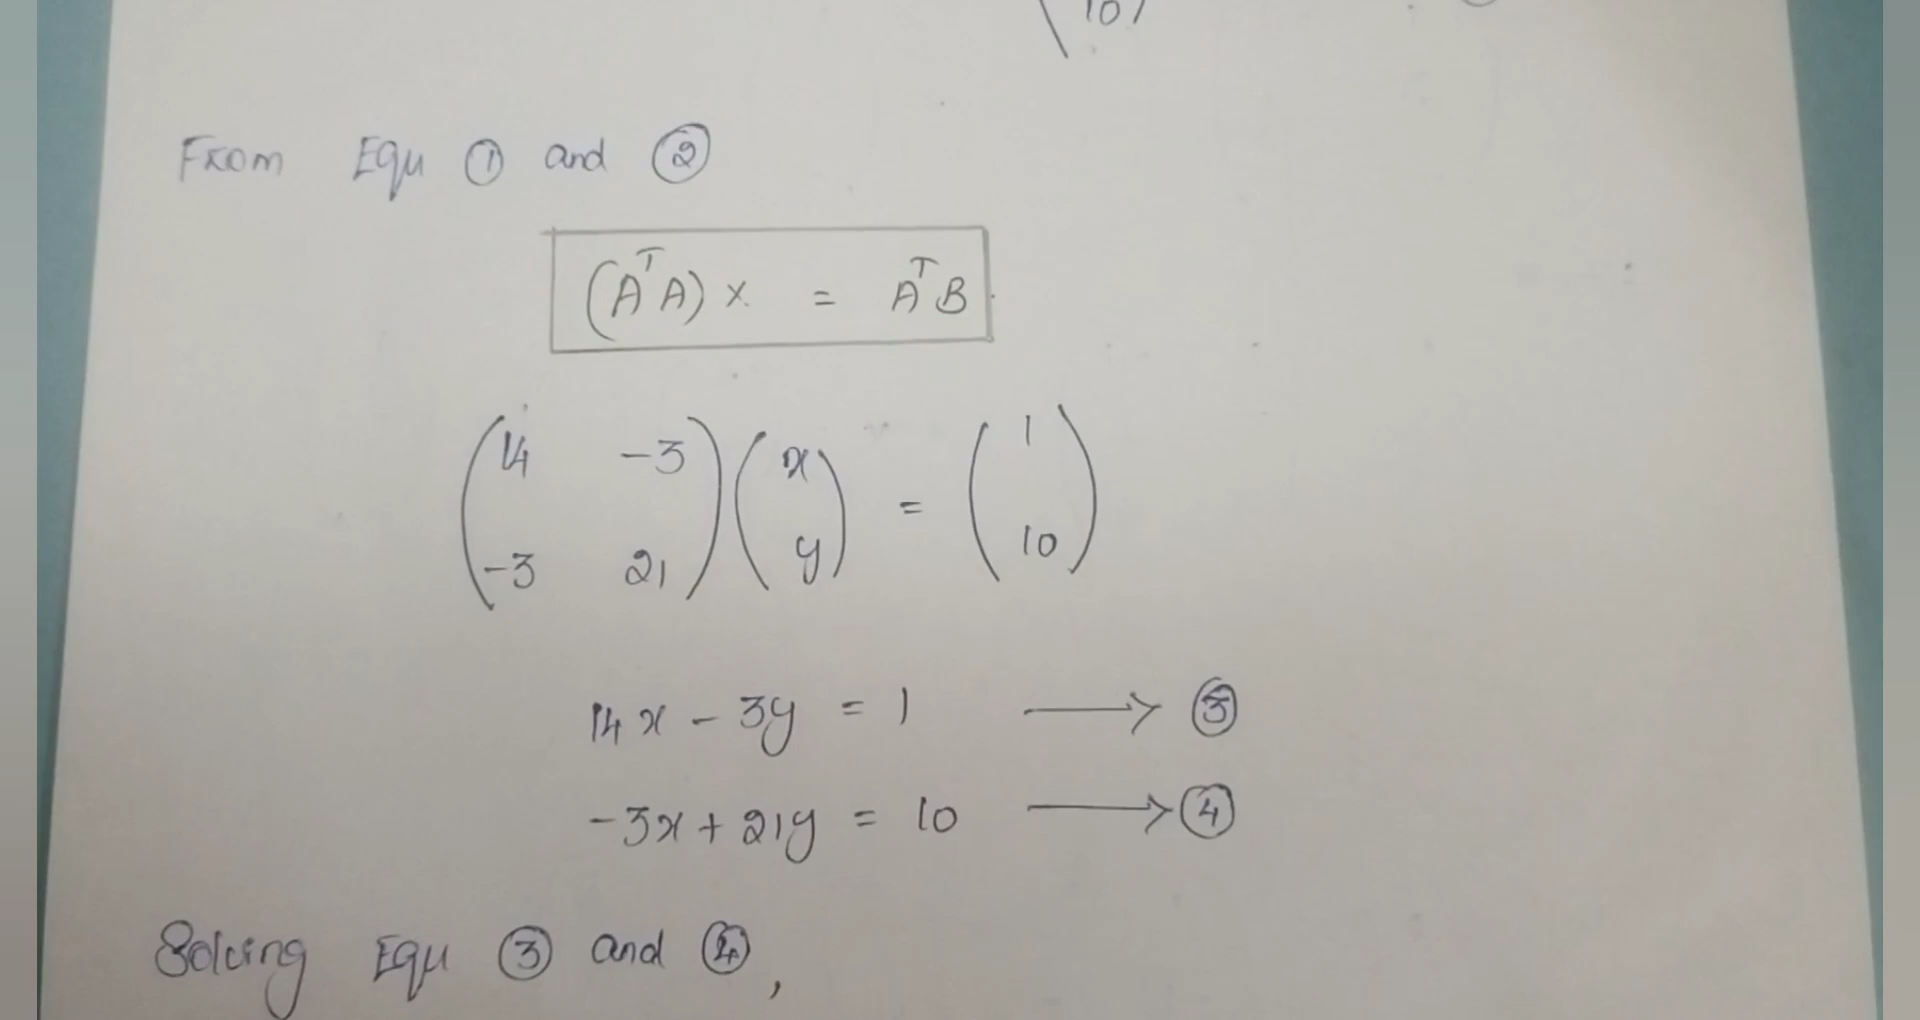 10)
From Equ ① and ②
(AᵀA) x = AᵀB
(14 -3) (x) = (1)
(-3 21) (y) (10)
14x - 3y = 1 ⟶ ③
-3x + 21y = 10 ⟶ ④
Solving Equ ③ and ④,